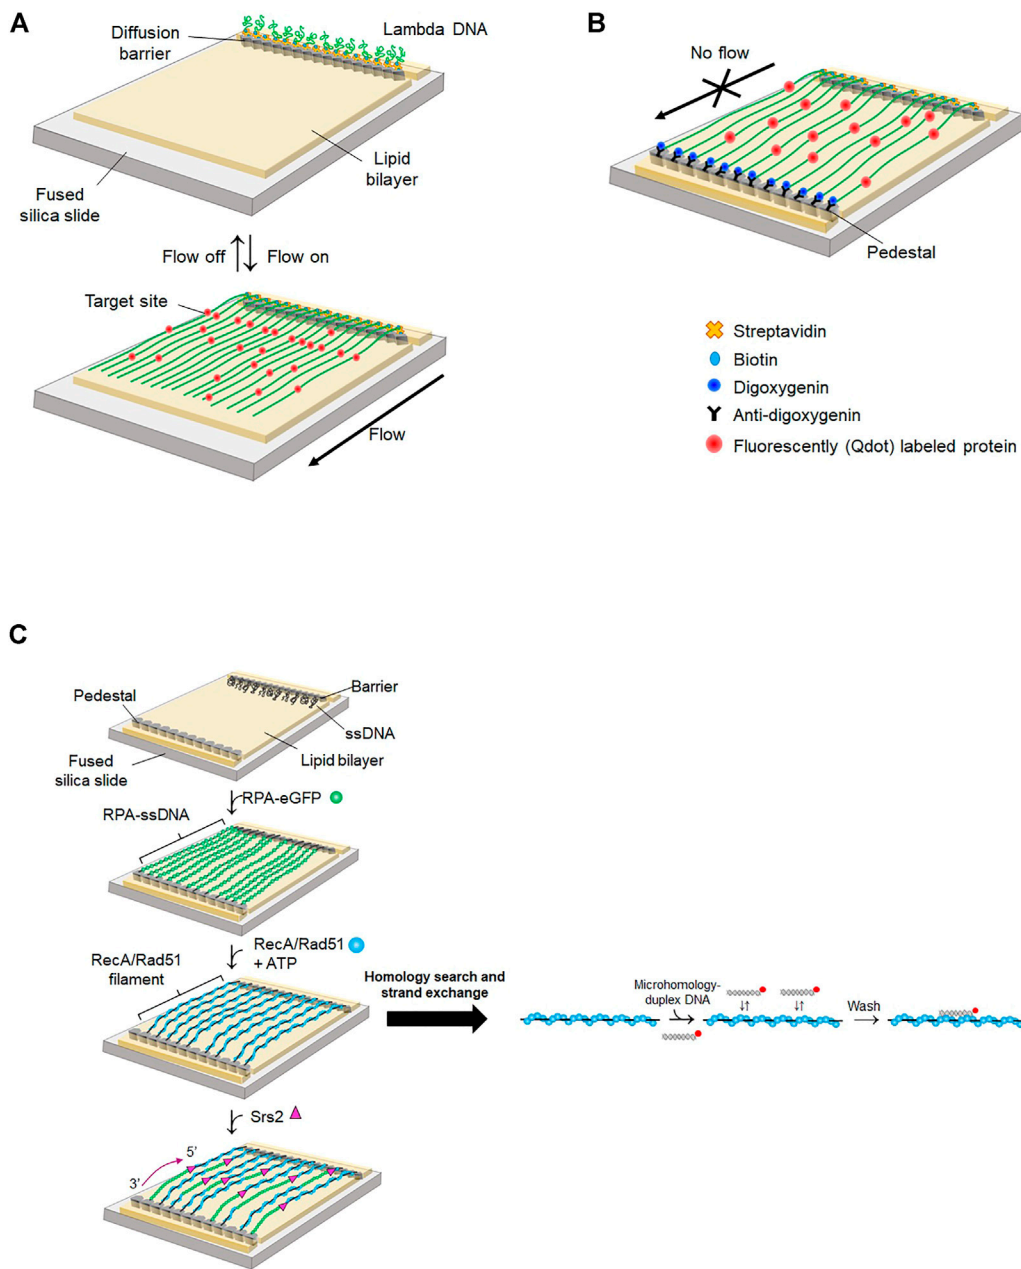 A
Diffusion
barrier
Lambda DNA
Lipid
bilayer
Fused
silica slide
Flow off
Flow on
Target site
Flow
B
No flow
Pedestal
Streptavidin
Biotin
Digoxygenin
Anti-digoxygenin
Fluorescently (Qdot) labeled protein
C
Pedestal
Barrier
ssDNA
Fused
silica slide
Lipid bilayer
RPA-eGFP
RPA-ssDNA
RecA/Rad51
+ ATP
RecA/Rad51
filament
Homology search and
strand exchange
Microhomology-
duplex DNA
Wash
Srs2
5'
3'